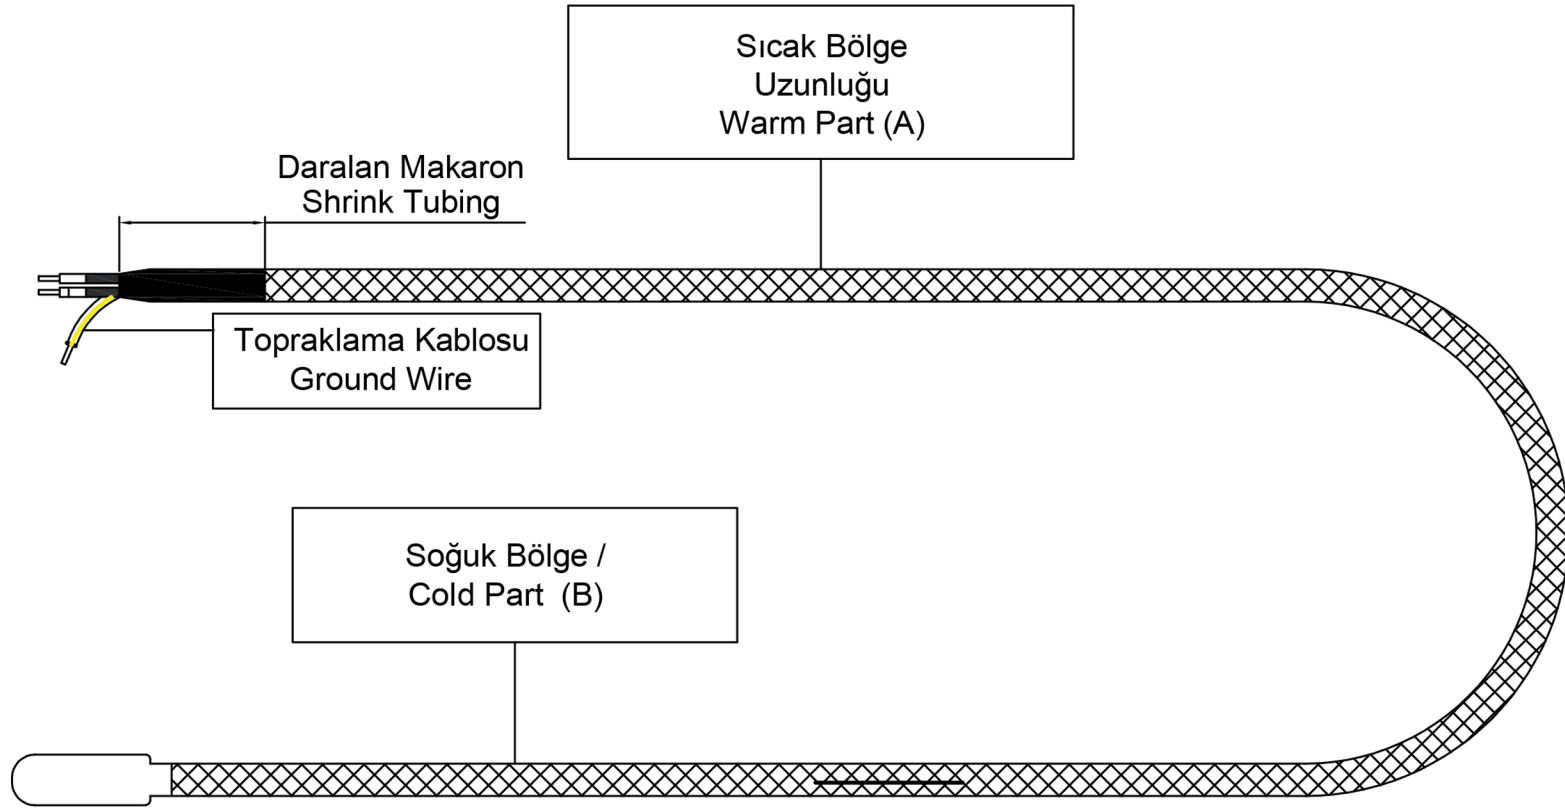 Sıcak Bölge
Uzunluğu
Warm Part (A)
Daralan Makaron
Shrink Tubing
Topraklama Kablosu
Ground Wire
Soğuk Bölge /
Cold Part (B)